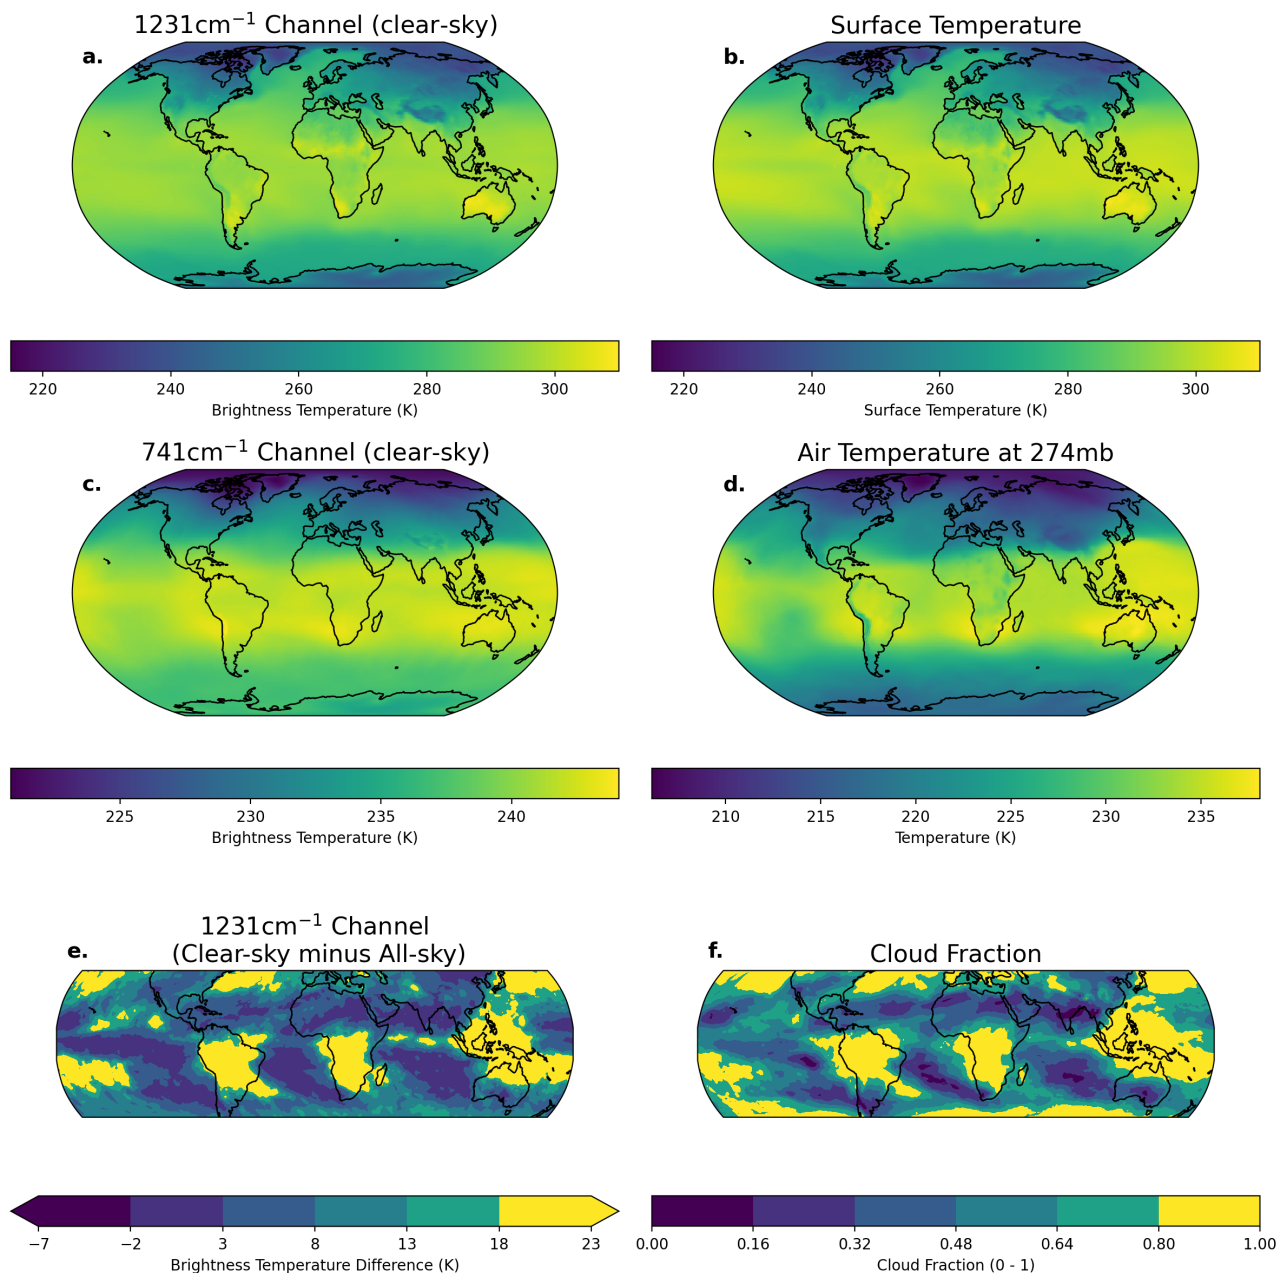 1231cm⁻¹ Channel (clear-sky)
a.
220 240 260 280 300
Brightness Temperature (K)
Surface Temperature
b.
220 240 260 280 300
Surface Temperature (K)
741cm⁻¹ Channel (clear-sky)
c.
225 230 235 240
Brightness Temperature (K)
Air Temperature at 274mb
d.
210 215 220 225 230 235
Temperature (K)
1231cm⁻¹ Channel
(Clear-sky minus All-sky)
e.
−7 −2 3 8 13 18 23
Brightness Temperature Difference (K)
Cloud Fraction
f.
0.00 0.16 0.32 0.48 0.64 0.80 1.00
Cloud Fraction (0 - 1)